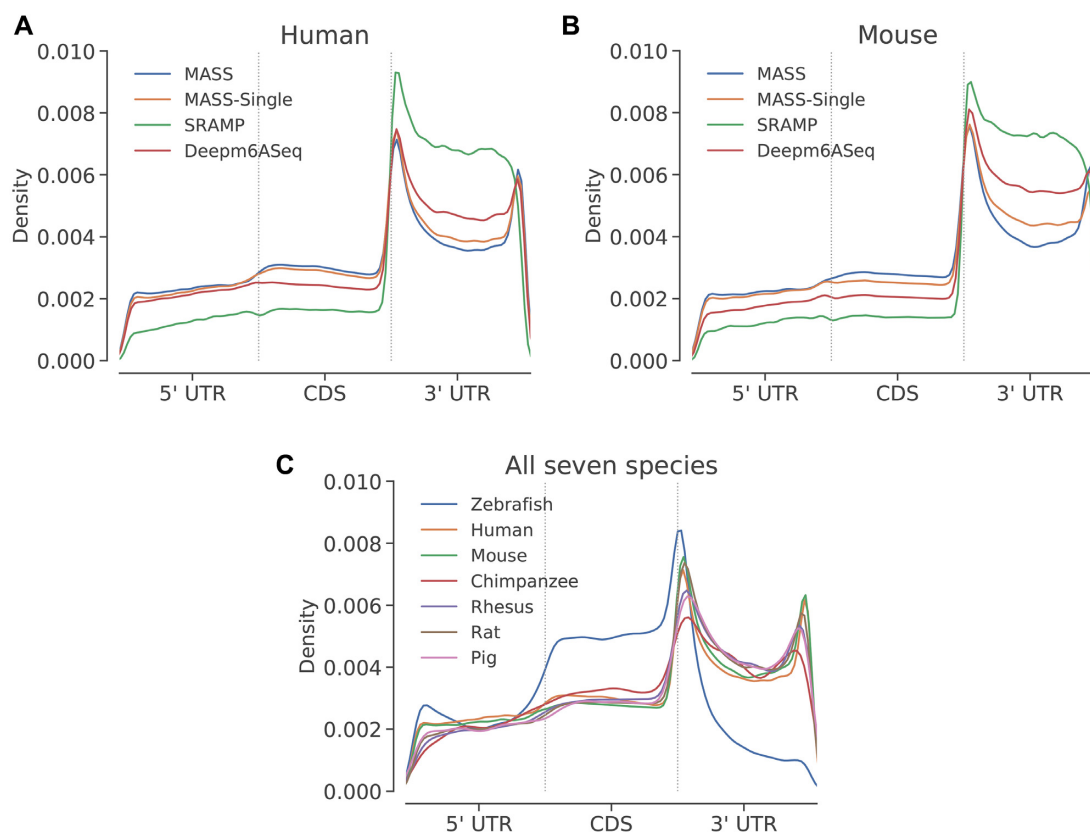 A
Human
0.010
0.008
0.006
0.004
0.002
0.000
Density
MASS
MASS-Single
SRAMP
Deepm6ASeq
5' UTR
CDS
3' UTR
B
Mouse
0.010
0.008
0.006
0.004
0.002
0.000
Density
MASS
MASS-Single
SRAMP
Deepm6ASeq
5' UTR
CDS
3' UTR
C
All seven species
0.010
0.008
0.006
0.004
0.002
0.000
Density
Zebrafish
Human
Mouse
Chimpanzee
Rhesus
Rat
Pig
5' UTR
CDS
3' UTR